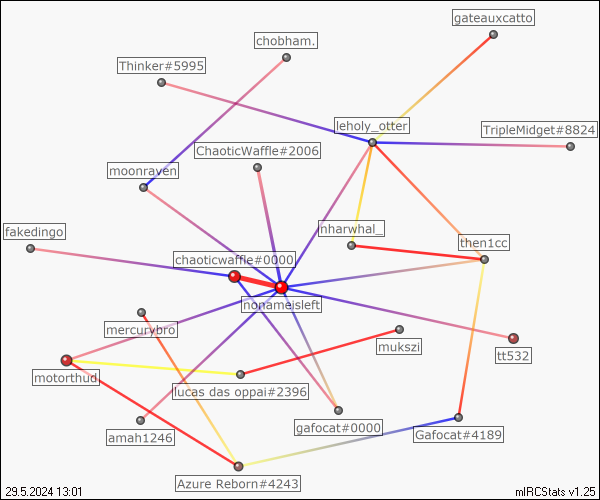 gateauxcatto
chobham.
Thinker#5995
leholy_otter
TripleMidget#8824
ChaoticWaffle#2006
moonraven
nharwhal_
fakedingo
then1cc
chaoticwaffle#0000
nonameisleft
mercurybro
mukszi
tt532
motorthud
lucas das oppai#2396
gafocat#0000
Gafocat#4189
amah1246
Azure Reborn#4243
29.5.2024 13:01
mIRCStats v1.25